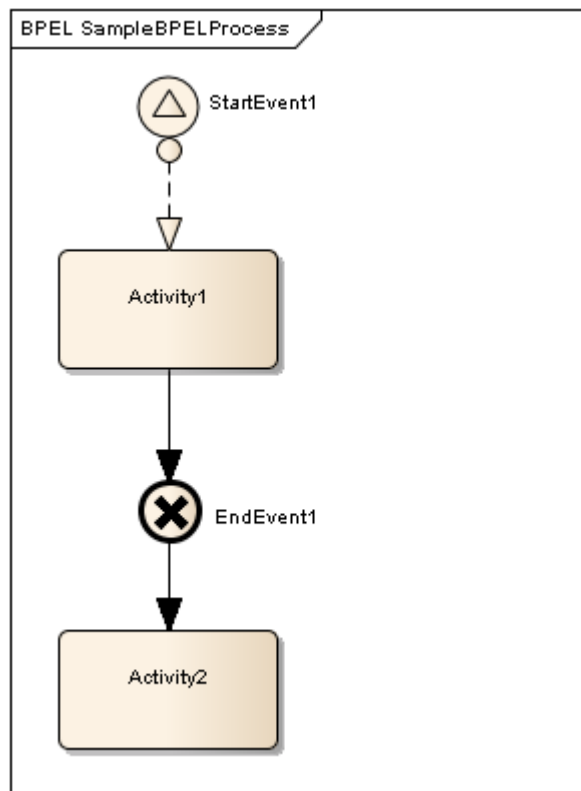 BPEL SampleBPELProcess
StartEvent1
Activity1
EndEvent1
Activity2